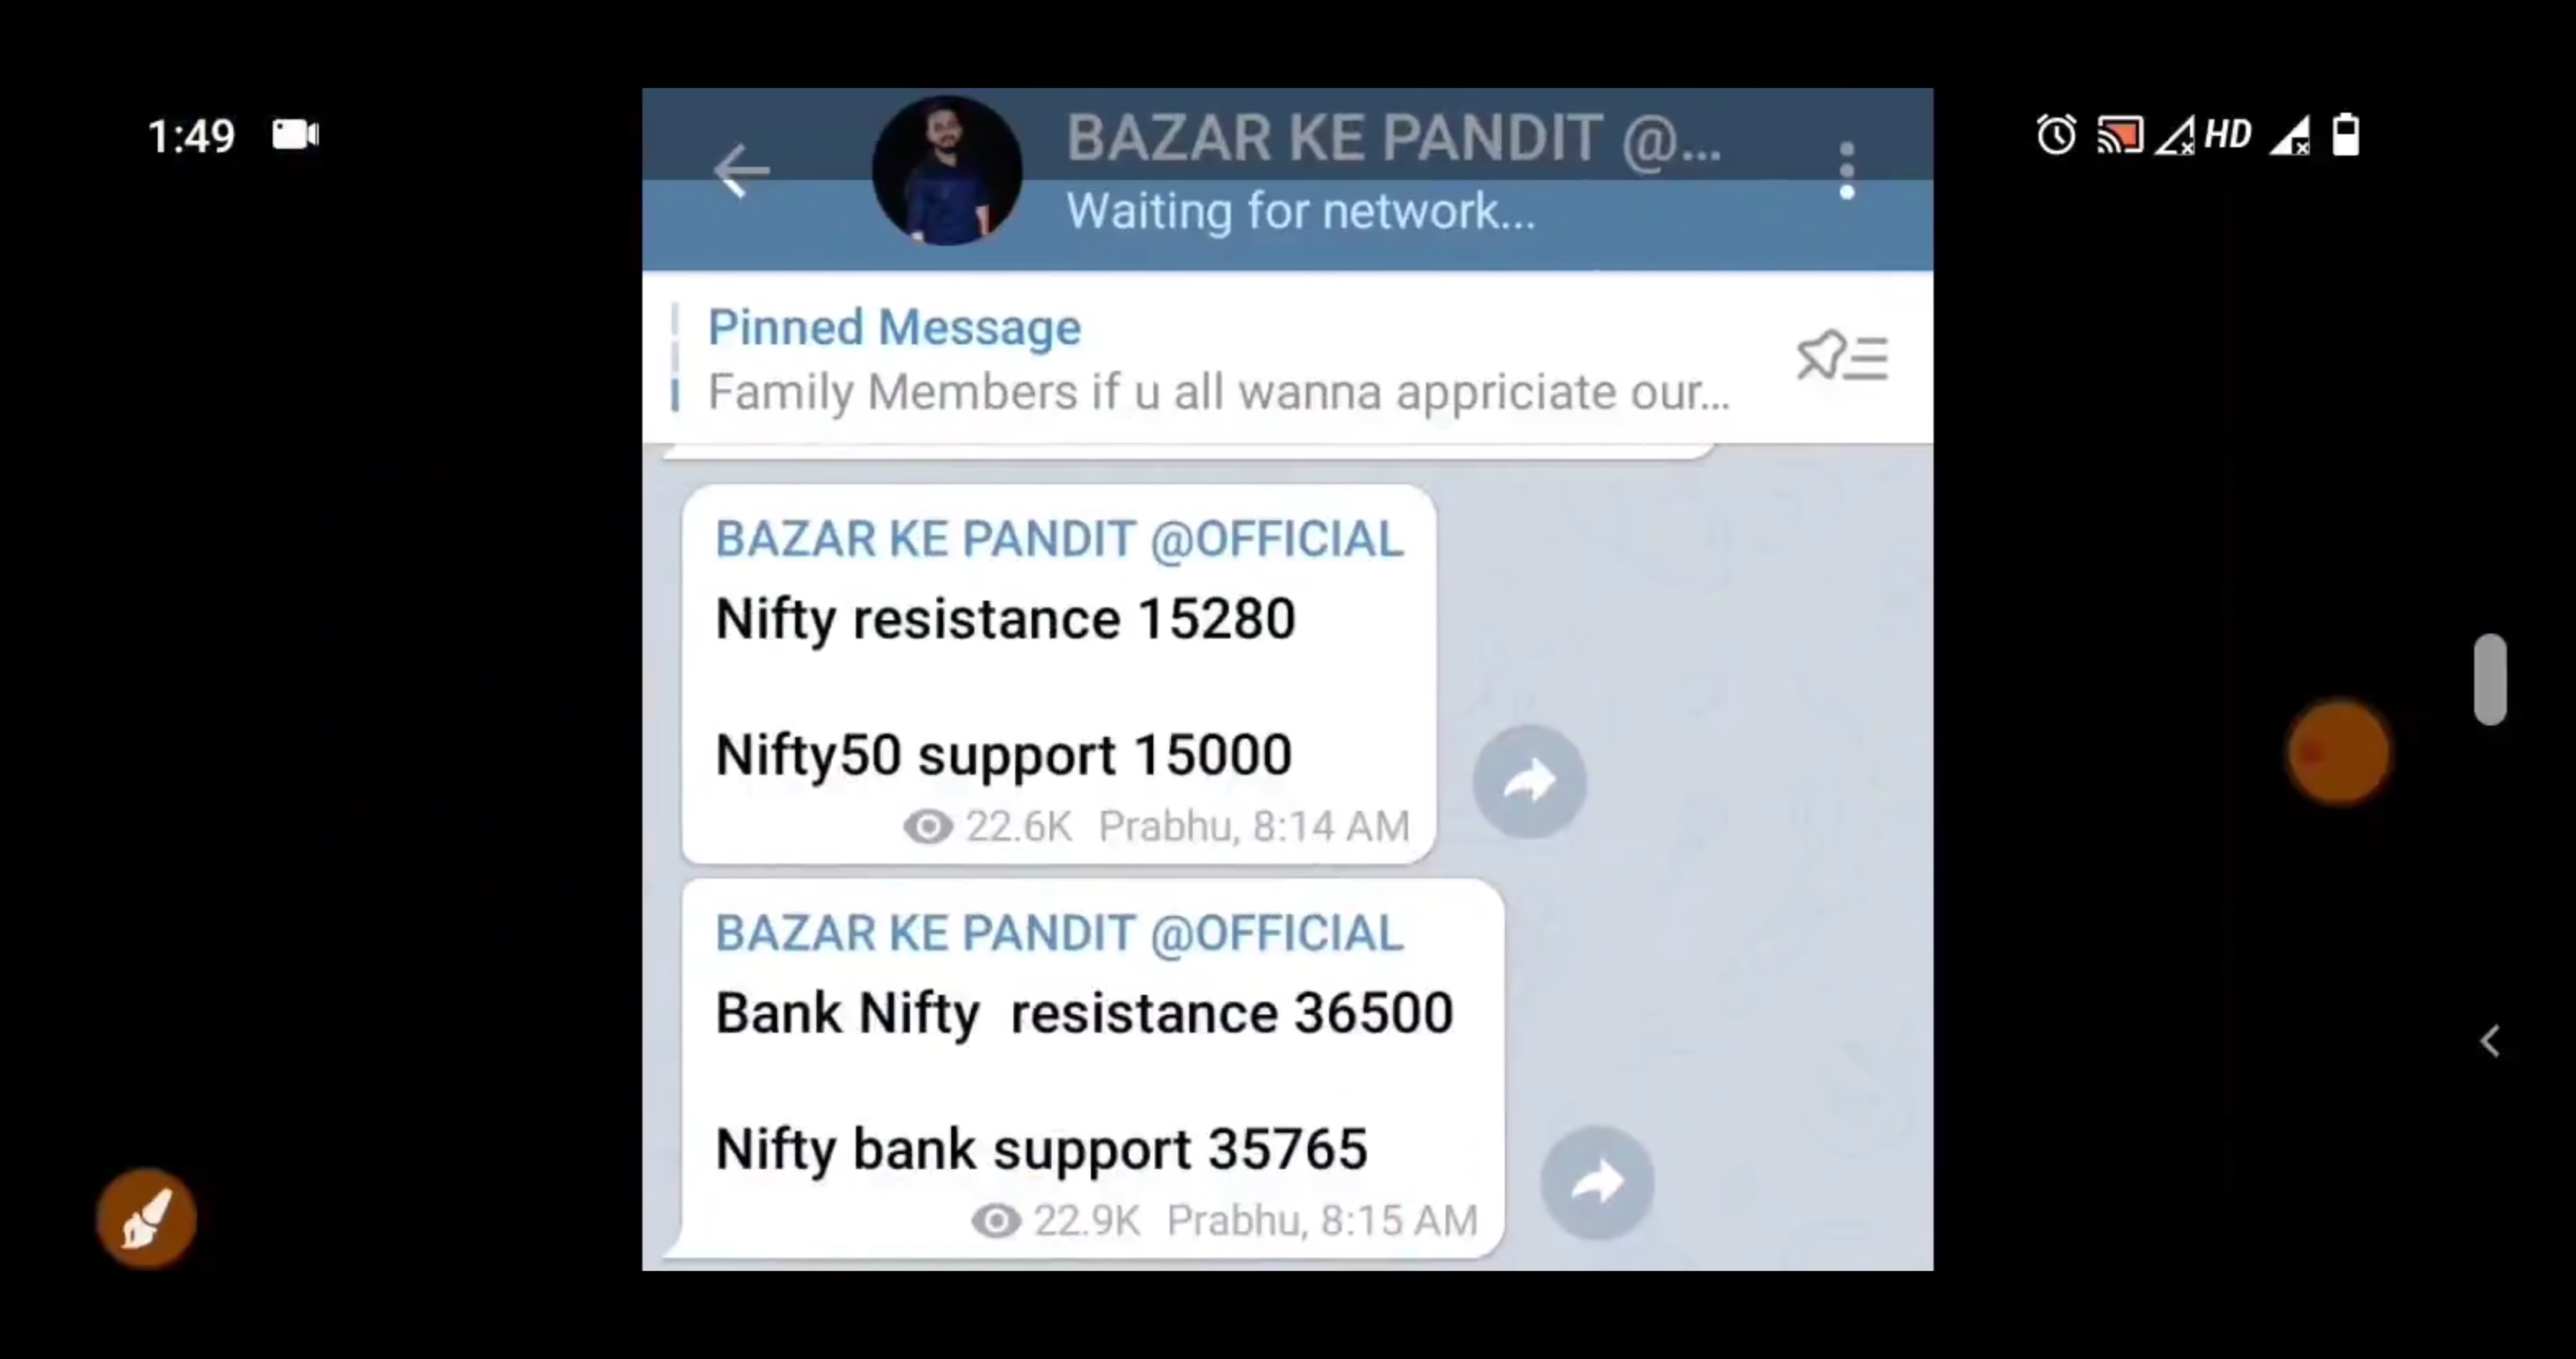 1:49
HD
BAZAR KE PANDIT @...
Waiting for network...
Pinned Message
Family Members if u all wanna appriciate our...
BAZAR KE PANDIT @OFFICIAL
Nifty resistance 15280
Nifty50 support 15000
22.6K Prabhu, 8:14 AM
BAZAR KE PANDIT @OFFICIAL
Bank Nifty  resistance 36500
Nifty bank support 35765
22.9K Prabhu, 8:15 AM